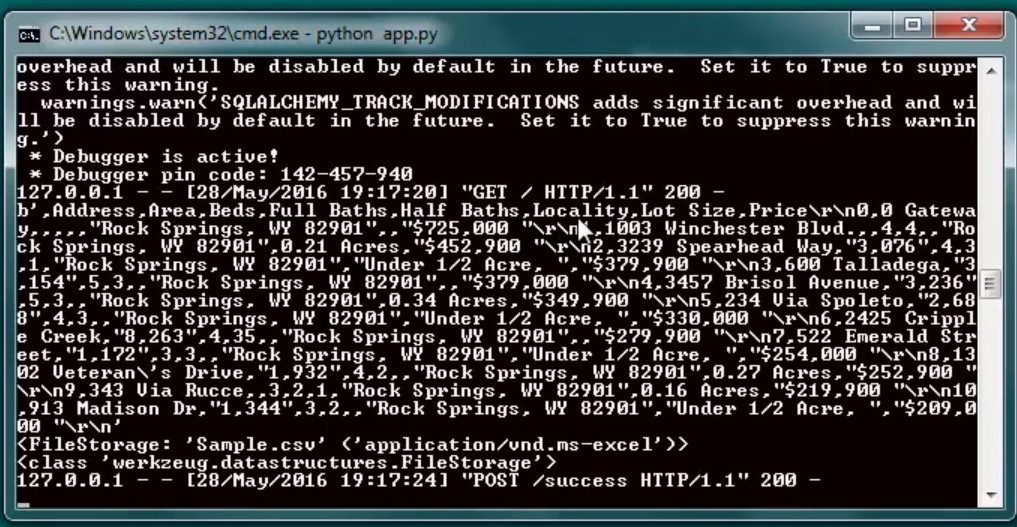 C:\Windows\system32\cmd.exe - python  app.py
overhead and will be disabled by default in the future.  Set it to True to suppr
ess this warning.
  warnings.warn('SQLALCHEMY_TRACK_MODIFICATIONS adds significant overhead and wi
ll be disabled by default in the future.  Set it to True to suppress this warnin
g.')
 * Debugger is active!
 * Debugger pin code: 142-457-940
127.0.0.1 - - [28/May/2016 19:17:20] "GET / HTTP/1.1" 200 -
b',Address,Area,Beds,Full Baths,Half Baths,Locality,Lot Size,Price\r\n0,0 Gatewa
y,,,,,"Rock Springs, WY 82901",,"$725,000 "\r\n1,1003 Winchester Blvd.,,4,4,,"Ro
ck Springs, WY 82901",0.21 Acres,"$452,900 "\r\n2,3239 Spearhead Way,"3,076",4,3
,1,"Rock Springs, WY 82901","Under 1/2 Acre, ","$379,900 "\r\n3,600 Talladega,"3
,154",5,3,,"Rock Springs, WY 82901",,"$379,000 "\r\n4,3457 Brisol Avenue,"3,236"
,5,3,,"Rock Springs, WY 82901",0.34 Acres,"$349,900 "\r\n5,234 Via Spoleto,"2,68
8",4,3,,"Rock Springs, WY 82901","Under 1/2 Acre, ","$330,000 "\r\n6,2425 Crippl
e Creek,"8,263",4,35,,"Rock Springs, WY 82901",,"$279,900 "\r\n7,522 Emerald Str
eet,"1,172",3,3,,"Rock Springs, WY 82901","Under 1/2 Acre, ","$254,000 "\r\n8,13
02 Veteran\'s Drive,"1,932",4,2,,"Rock Springs, WY 82901",0.27 Acres,"$252,900 "
\r\n9,343 Via Rucce,,3,2,1,"Rock Springs, WY 82901",0.16 Acres,"$219,900 "\r\n10
,913 Madison Dr,"1,344",3,2,,"Rock Springs, WY 82901","Under 1/2 Acre, ","$209,0
00 "\r\n'
<FileStorage: 'Sample.csv' ('application/vnd.ms-excel')>
<class 'werkzeug.datastructures.FileStorage'>
127.0.0.1 - - [28/May/2016 19:17:24] "POST /success HTTP/1.1" 200 -